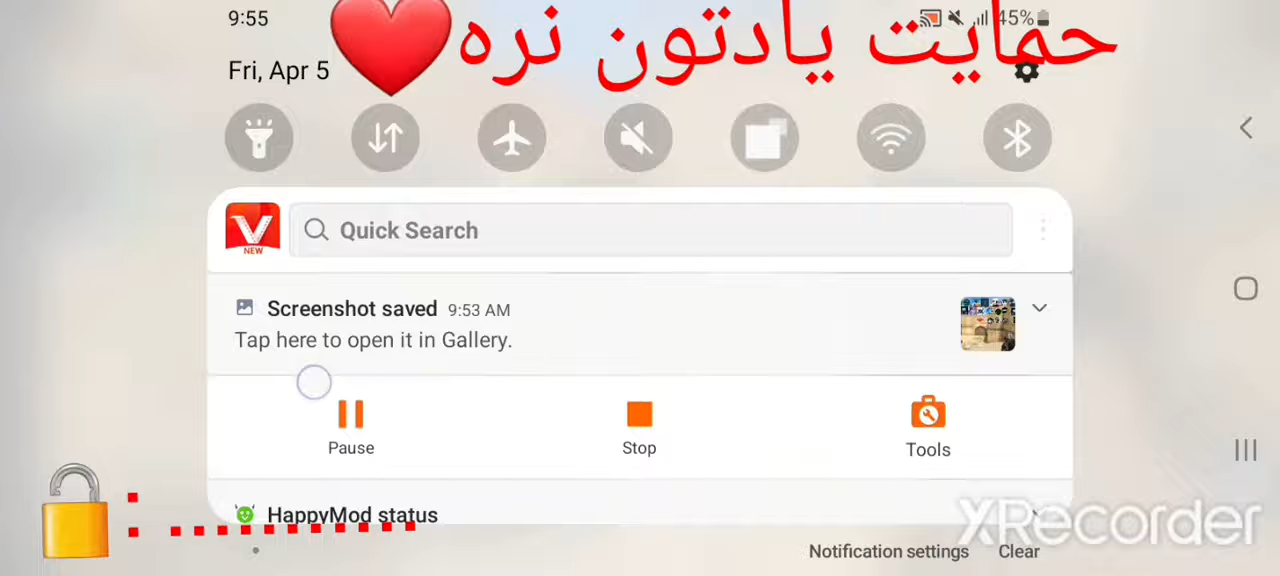 9:55
45%
حمایت یادتون نره❤️
Fri, Apr 5
Quick Search
NEW
Screenshot saved 9:53 AM
Tap here to open it in Gallery.
Pause
Stop
Tools
HappyMod status
XRecorder
Notification settings
Clear